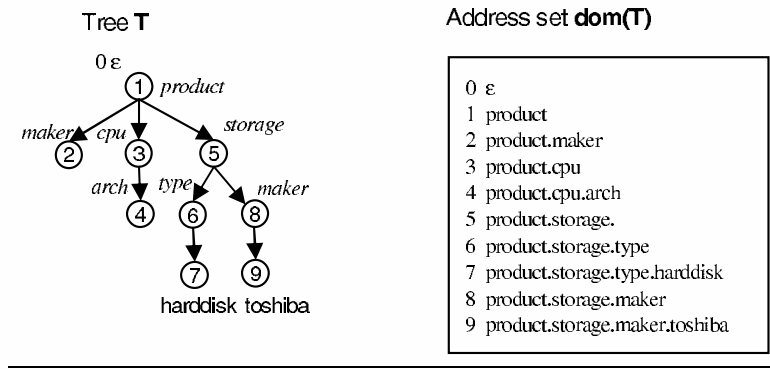 Tree T
0 ε
1 product
maker cpu storage
2 3 5
arch type maker
4 6 8
7 9
harddisk toshiba
Address set dom(T)
0 ε
1 product
2 product.maker
3 product.cpu
4 product.cpu.arch
5 product.storage.
6 product.storage.type
7 product.storage.type.harddisk
8 product.storage.maker
9 product.storage.maker.toshiba